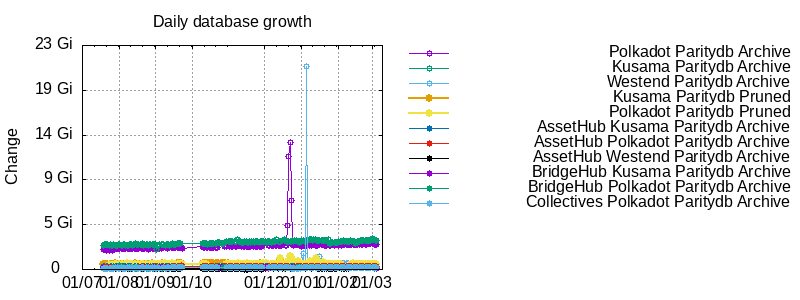 Daily database growth
23 Gi
19 Gi
14 Gi
9 Gi
5 Gi
0
Change
01/07 01/08 01/09 01/10 01/12 01/01 01/02 01/03
Polkadot Paritydb Archive
Kusama Paritydb Archive
Westend Paritydb Archive
Kusama Paritydb Pruned
Polkadot Paritydb Pruned
AssetHub Kusama Paritydb Archive
AssetHub Polkadot Paritydb Archive
AssetHub Westend Paritydb Archive
BridgeHub Kusama Paritydb Archive
BridgeHub Polkadot Paritydb Archive
Collectives Polkadot Paritydb Archive